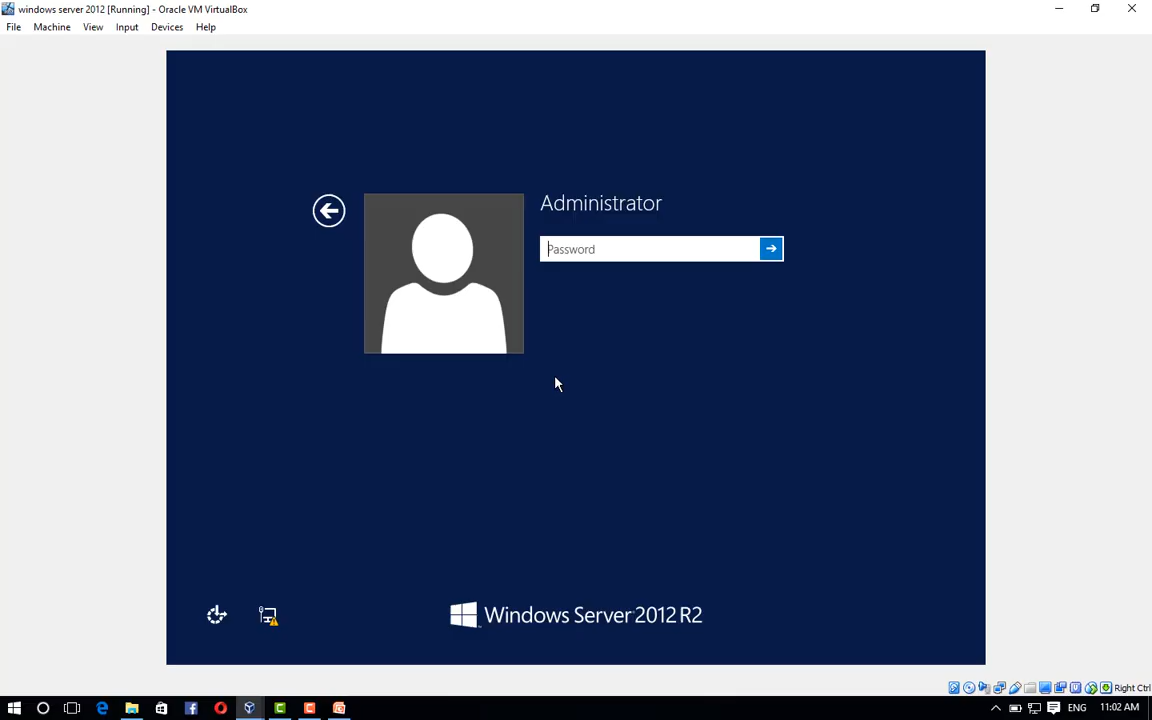 windows server 2012 [Running] - Oracle VM VirtualBox
File Machine View Input Devices Help
Administrator
Password
Windows Server 2012 R2
Right Ctrl
ENG 11:02 AM